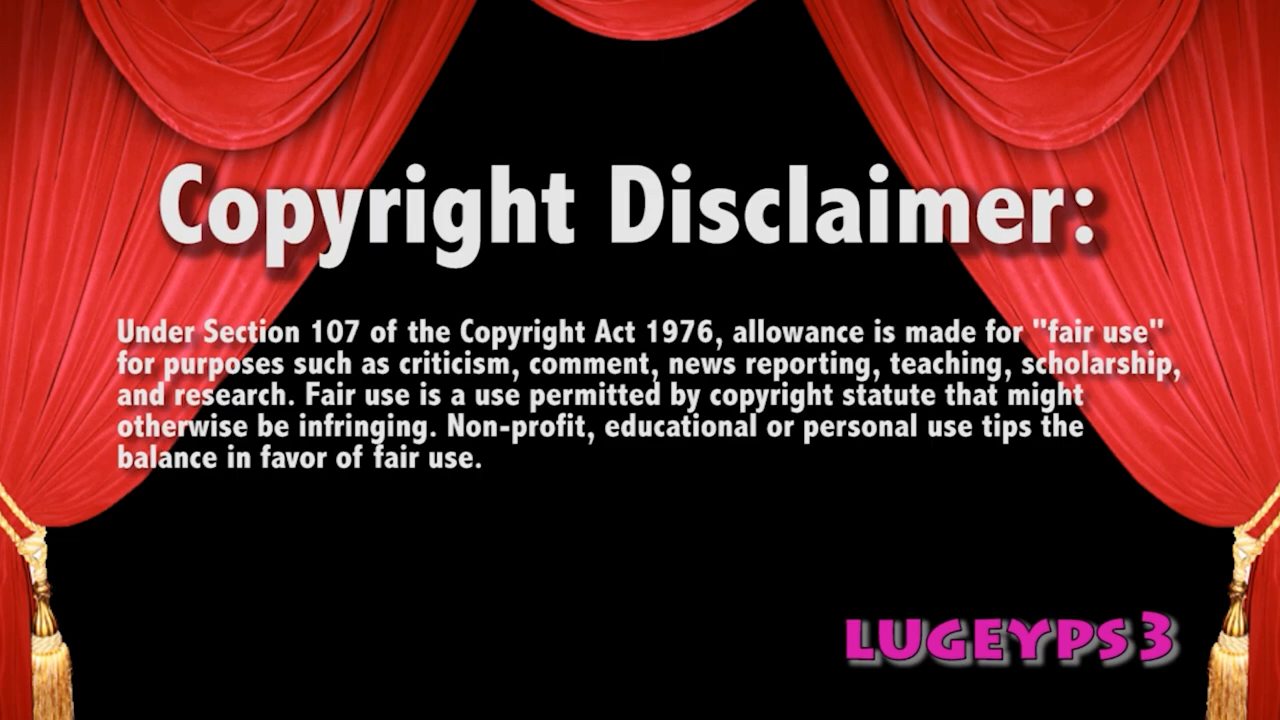 Copyright Disclaimer:
Under Section 107 of the Copyright Act 1976, allowance is made for "fair use"
for purposes such as criticism, comment, news reporting, teaching, scholarship,
and research. Fair use is a use permitted by copyright statute that might
otherwise be infringing. Non-profit, educational or personal use tips the
balance in favor of fair use.
LUGEYPS3